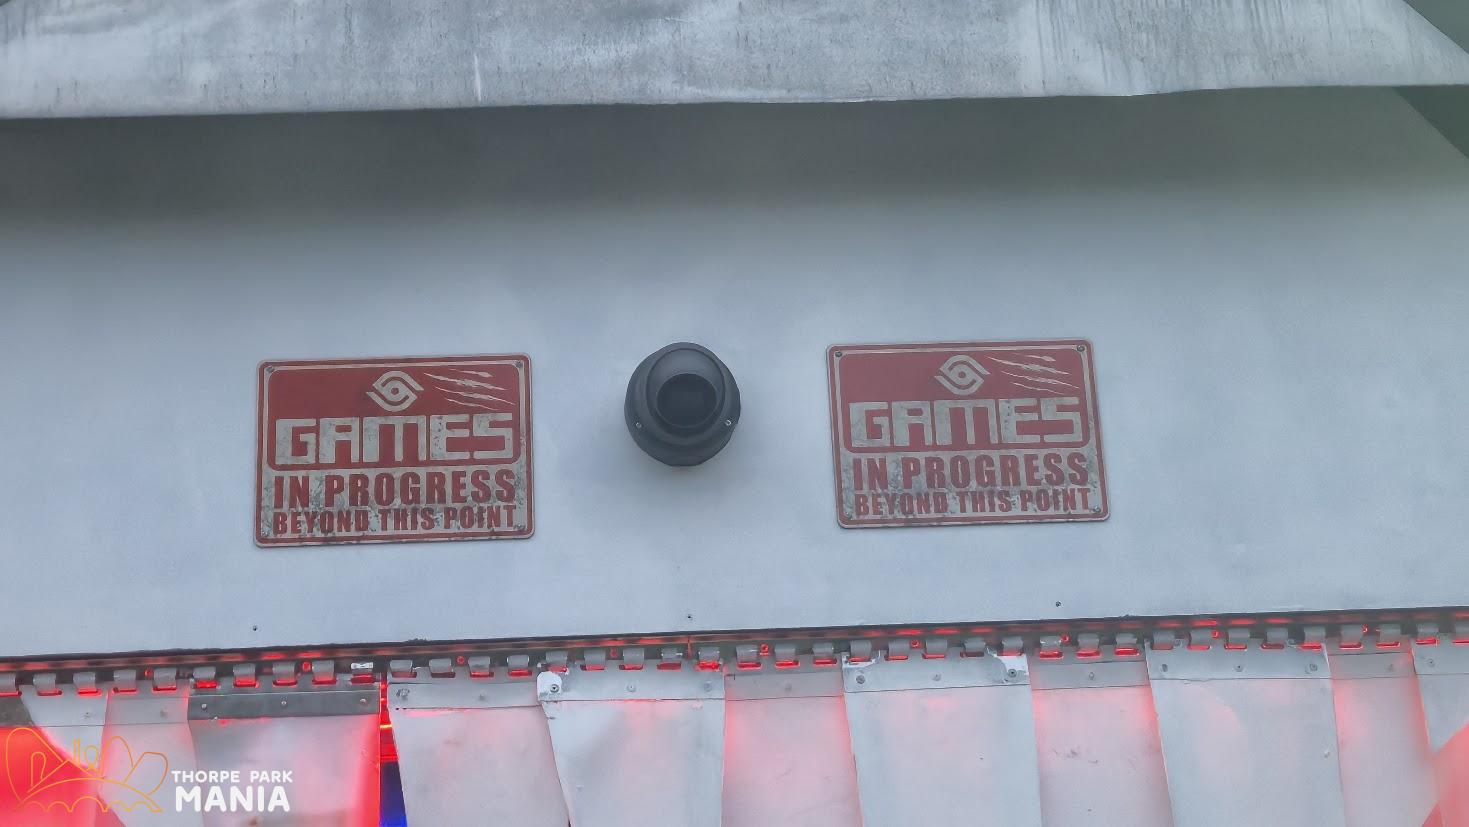 GAMES
IN PROGRESS
BEYOND THIS POINT
GAMES
IN PROGRESS
BEYOND THIS POINT
THORPE PARK
MANIA